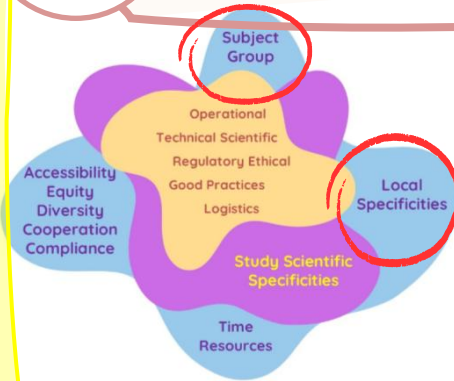 Subject
Group
Operational
Technical Scientific
Regulatory Ethical
Good Practices
Logistics
Accessibility
Equity
Diversity
Cooperation
Compliance
Local
Specificities
Study Scientific
Specificities
Time
Resources